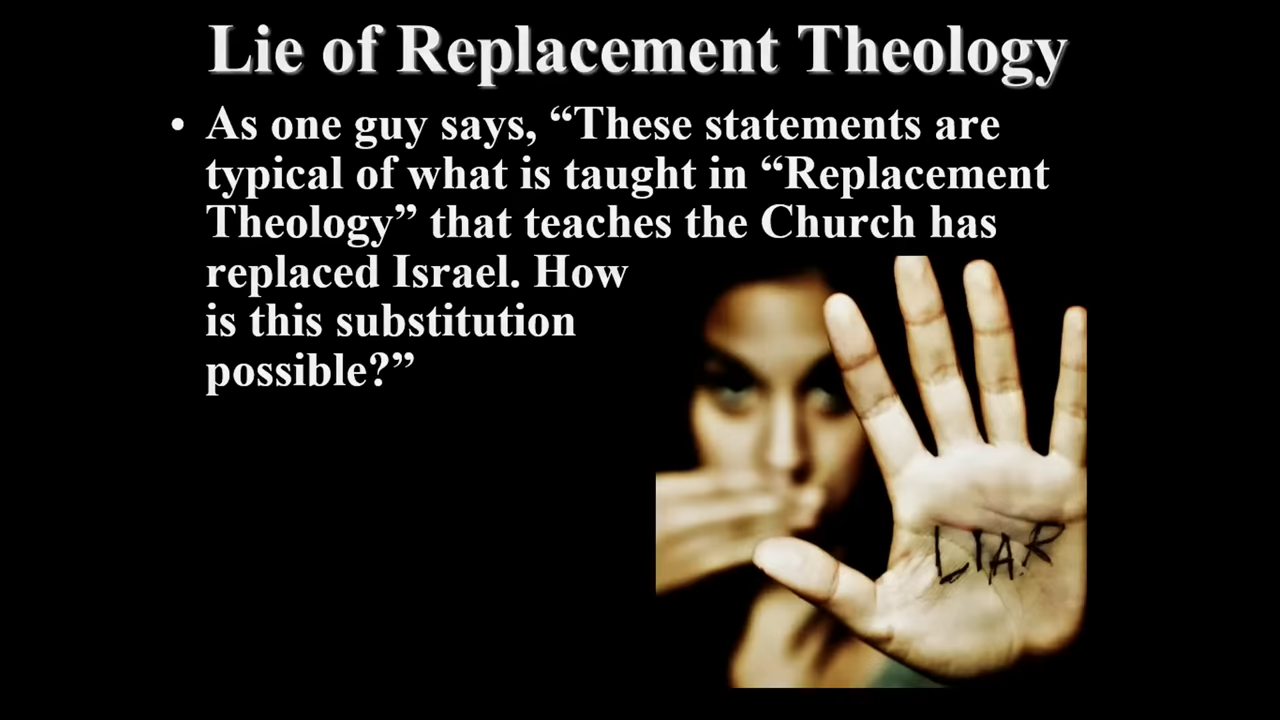 Lie of Replacement Theology
• As one guy says, “These statements are
typical of what is taught in “Replacement
Theology” that teaches the Church has
replaced Israel. How
is this substitution
possible?”
LIAR